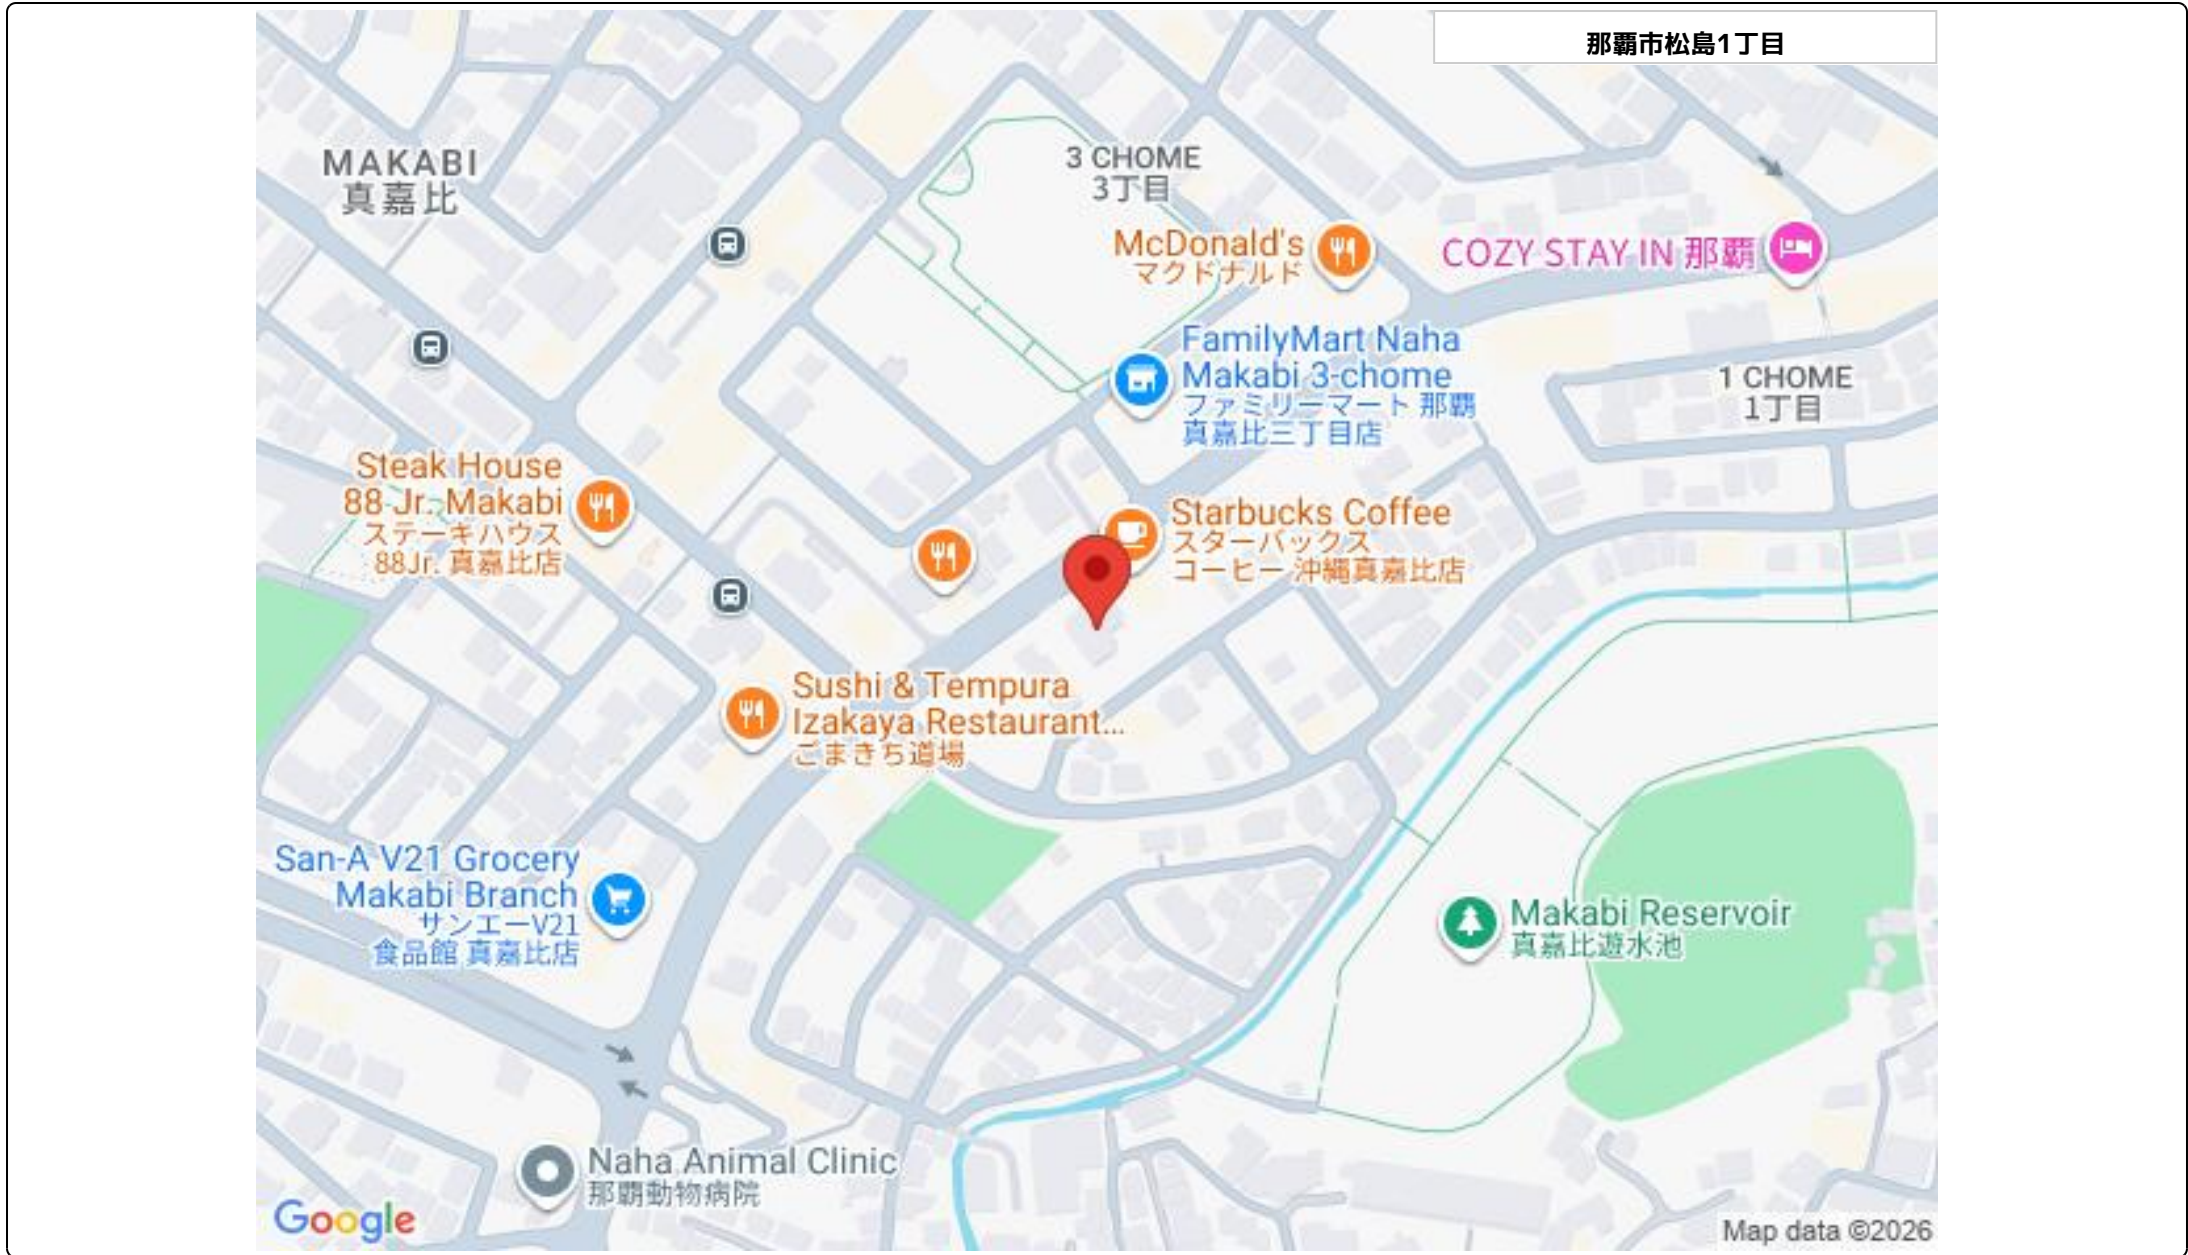 那覇市松島1丁目
MAKABI
真嘉比
3 CHOME
3丁目
McDonald's
マクドナルド
COZY STAY IN 那覇
FamilyMart Naha
Makabi 3-chome
ファミリーマート 那覇
真嘉比三丁目店
1 CHOME
1丁目
Steak House
88 Jr. Makabi
ステーキハウス
88Jr. 真嘉比店
Starbucks Coffee
スターバックス
コーヒー 沖縄真嘉比店
Sushi & Tempura
Izakaya Restaurant...
ごまきち道場
San-A V21 Grocery
Makabi Branch
サンエーV21
食品館 真嘉比店
Makabi Reservoir
真嘉比遊水池
Naha Animal Clinic
那覇動物病院
Google
Map data ©2026